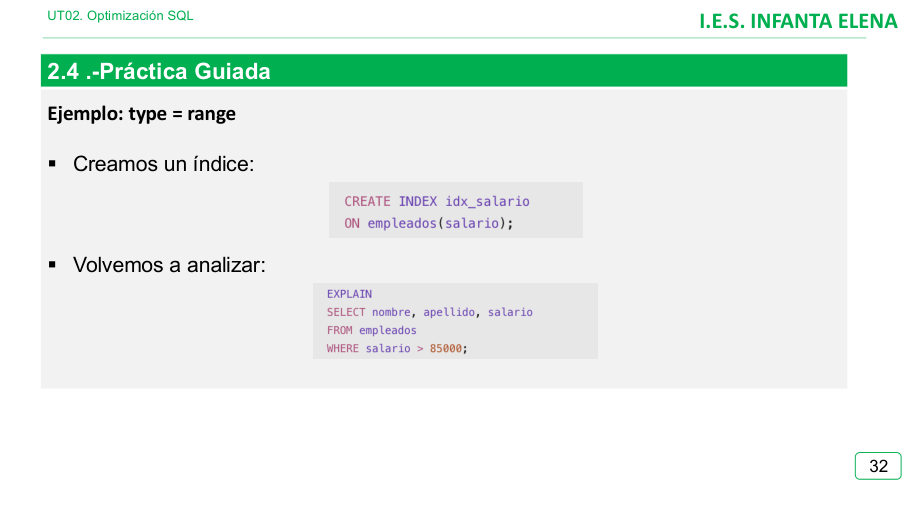 UT02. Optimización SQL
I.E.S. INFANTA ELENA
2.4 .-Práctica Guiada
Ejemplo: type = range
▪ Creamos un índice:
CREATE INDEX idx_salario
ON empleados(salario);
▪ Volvemos a analizar:
EXPLAIN
SELECT nombre, apellido, salario
FROM empleados
WHERE salario > 85000;
32